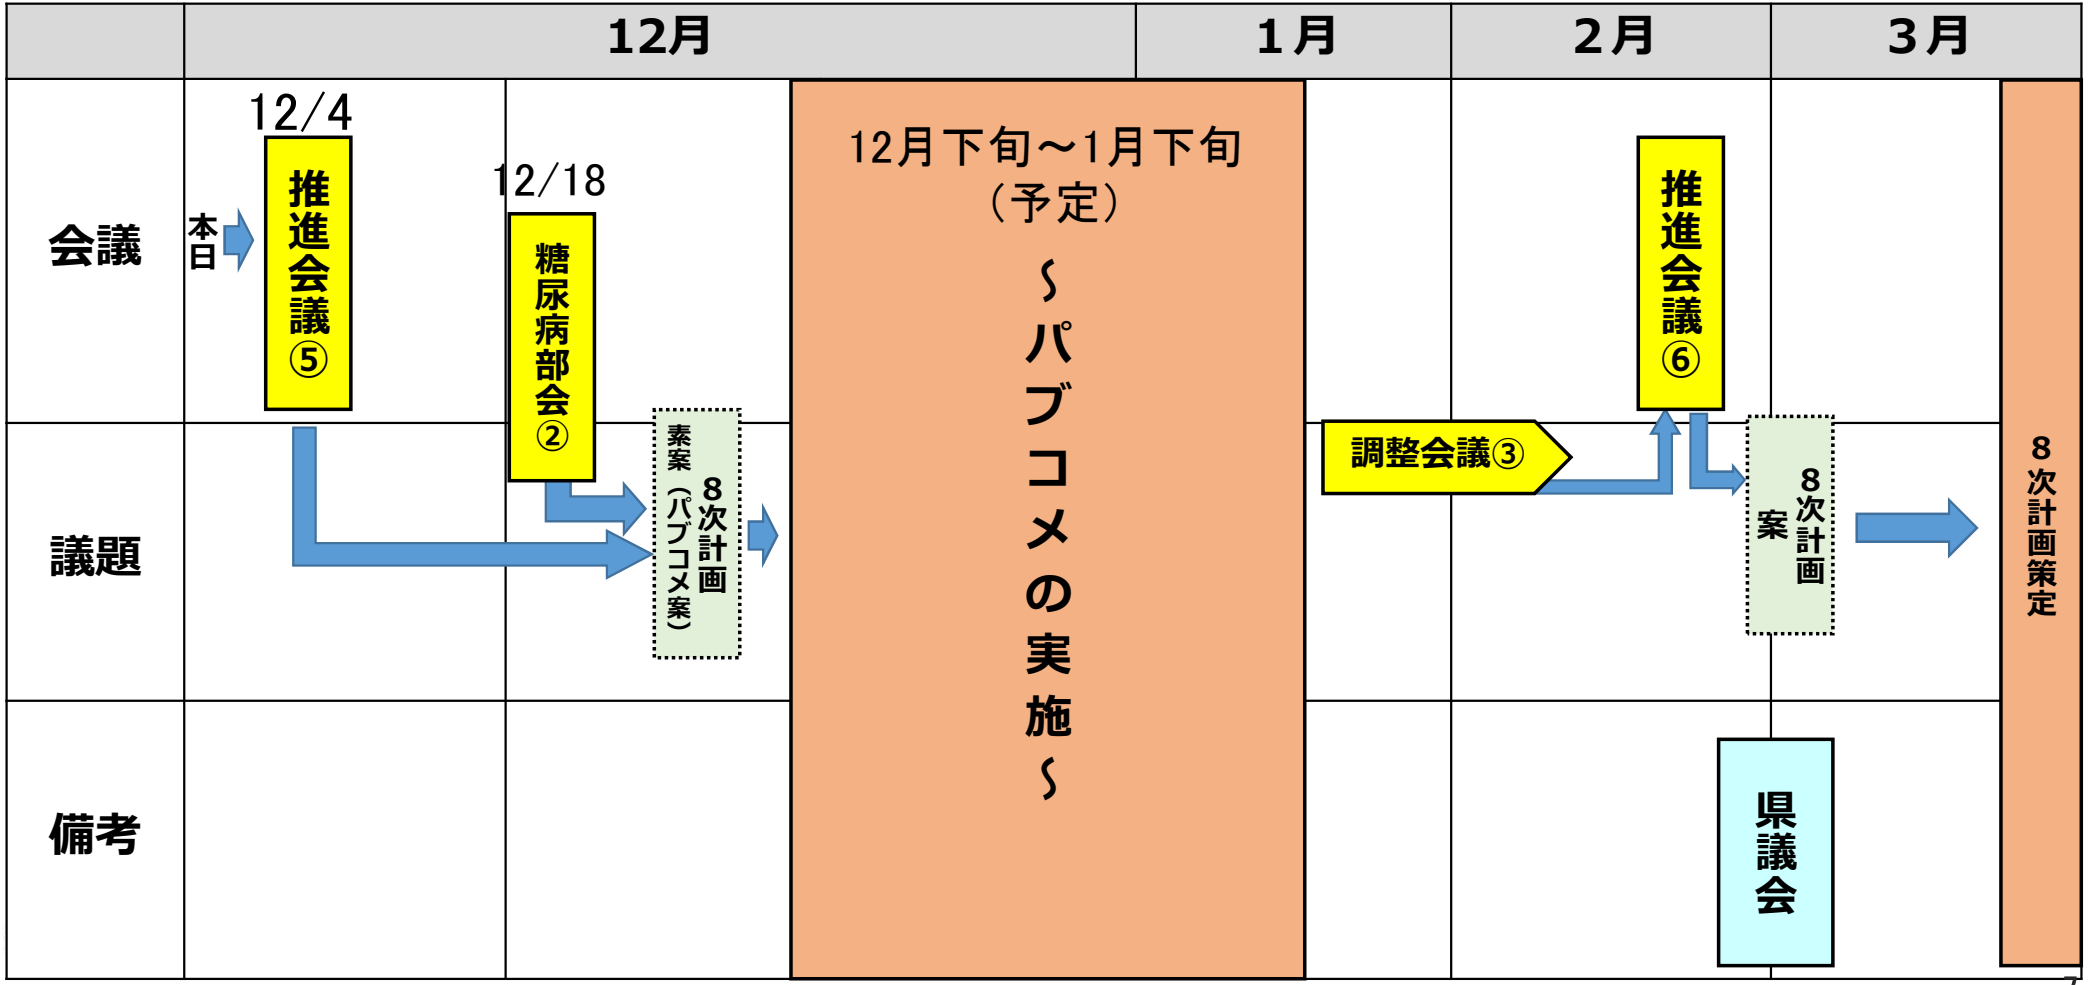 12月
1月
2月
3月
会議
本日
12/4
推進会議⑤
12/18
糖尿病部会②
12月下旬～1月下旬
（予定）
～パブコメの実施～
推進会議⑥
議題
8次計画
素案（パブコメ案）
調整会議③
8次計画
案
8次計画策定
備考
県議会